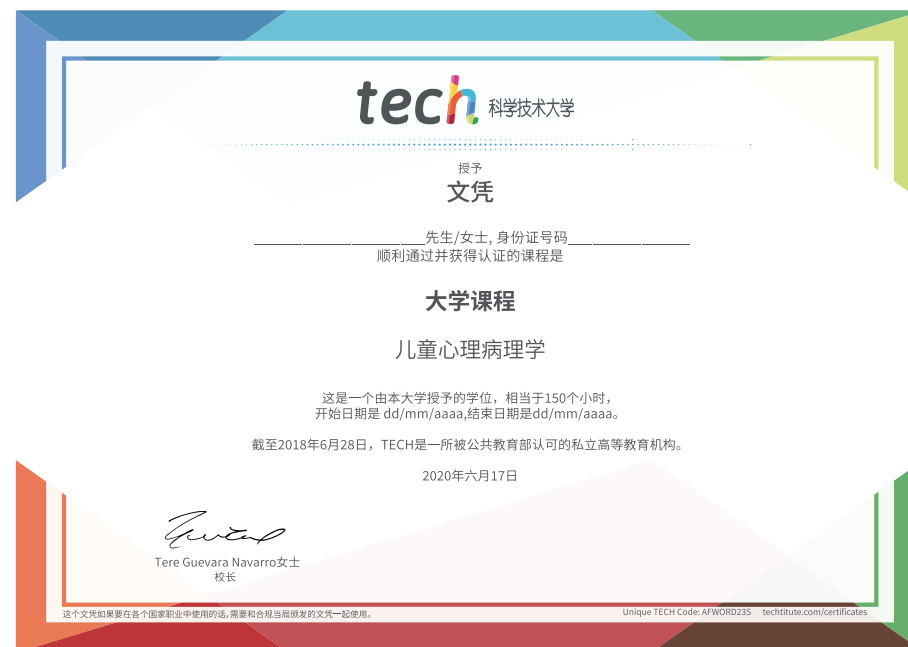 tech 科学技术大学
授予
文凭
________________________先生/女士, 身份证号码_________________
顺利通过并获得认证的课程是
大学课程
儿童心理病理学
这是一个由本大学授予的学位，相当于150个小时，
开始日期是 dd/mm/aaaa,结束日期是dd/mm/aaaa。
截至2018年6月28日，TECH是一所被公共教育部认可的私立高等教育机构。
2020年六月17日
Tere Guevara Navarro女士
校长
这个文凭如果要在各个国家职业中使用的话,需要和合规当局颁发的文凭一起使用。
Unique TECH Code: AFWORD23S techtitute.com/certificates